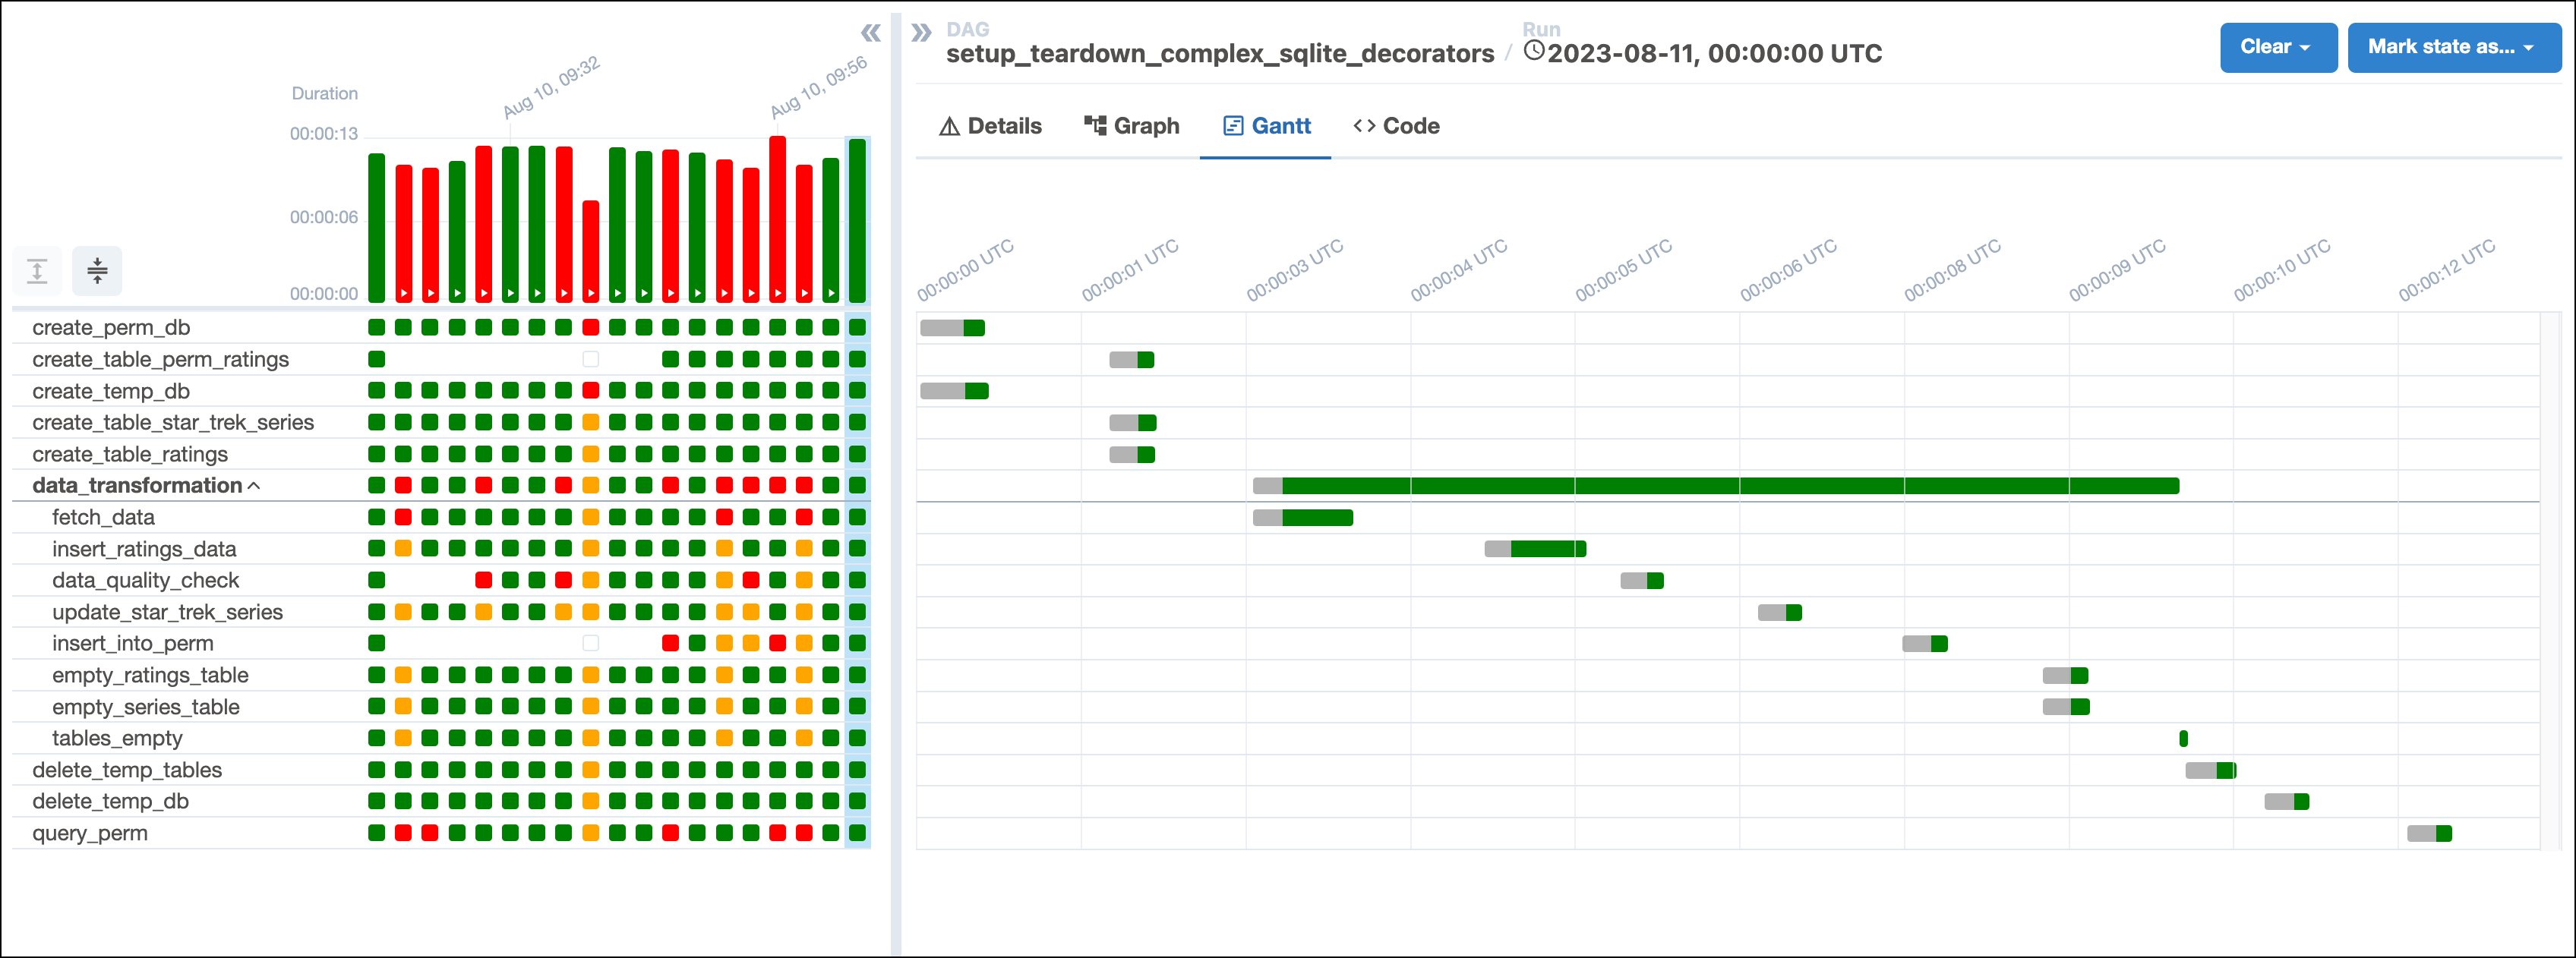 DAG
Run
setup_teardown_complex_sqlite_decorators / 2023-08-11, 00:00:00 UTC
Clear
Mark state as...
Details
Graph
Gantt
Code
Duration
Aug 10, 09:32
Aug 10, 09:56
00:00:13
00:00:06
00:00:00
00:00:00 UTC
00:00:01 UTC
00:00:03 UTC
00:00:04 UTC
00:00:05 UTC
00:00:06 UTC
00:00:08 UTC
00:00:09 UTC
00:00:10 UTC
00:00:12 UTC
create_perm_db
create_table_perm_ratings
create_temp_db
create_table_star_trek_series
create_table_ratings
data_transformation
fetch_data
insert_ratings_data
data_quality_check
update_star_trek_series
insert_into_perm
empty_ratings_table
empty_series_table
tables_empty
delete_temp_tables
delete_temp_db
query_perm